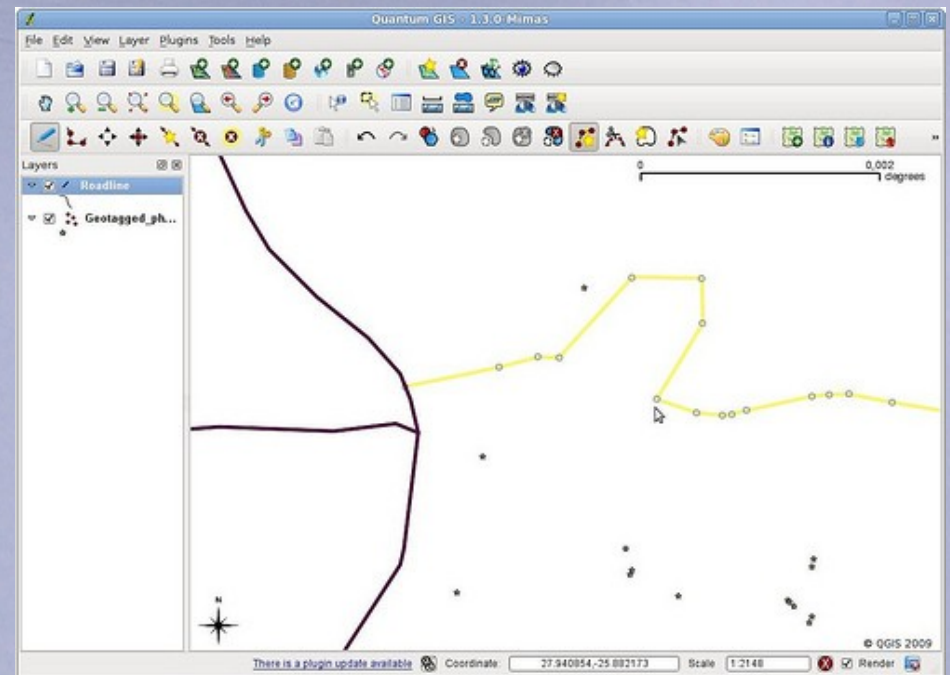 Quantum GIS - 1.3.0-Mimas
File Edit View Layer Plugins Tools Help
Layers
Roadline
Geotagged_ph...
0 0,002
degrees
N
© QGIS 2009
There is a plugin update available Coordinate: 27.940854,-25.882173 Scale 1:2148 Render